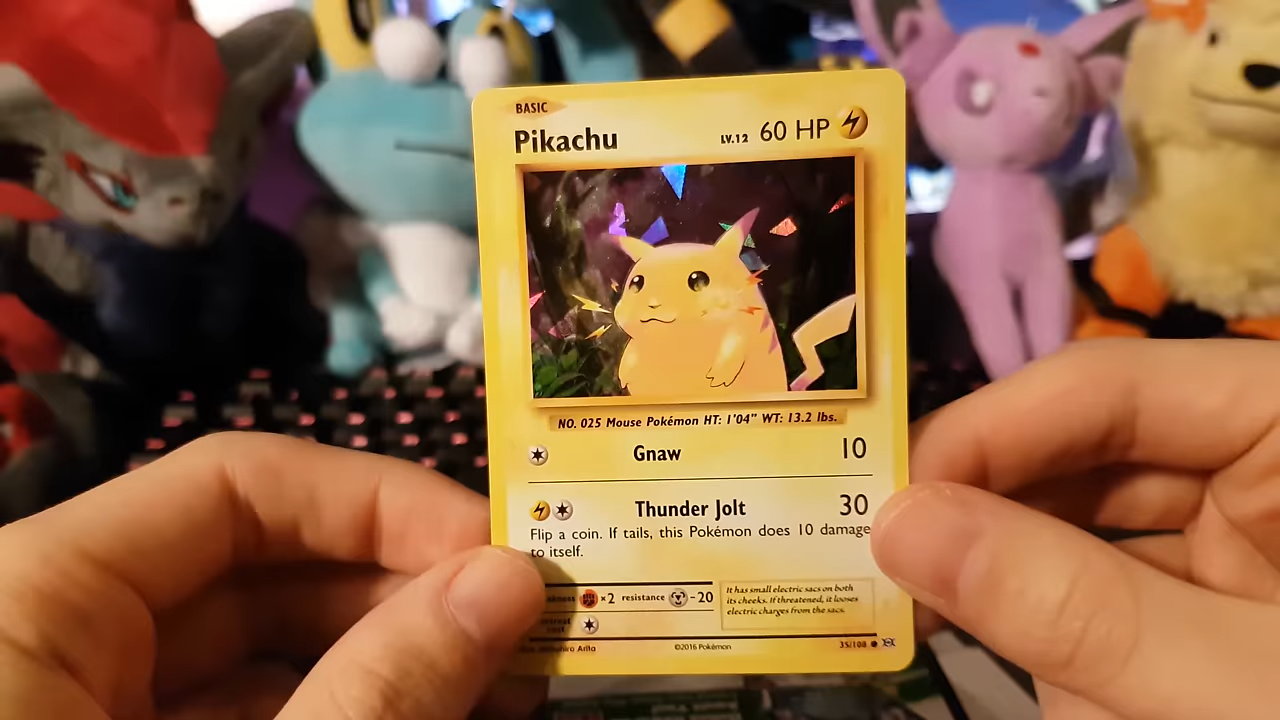 BASIC
Pikachu LV.12 60 HP
NO. 025 Mouse Pokémon HT: 1'04" WT: 13.2 lbs.
Gnaw 10
Thunder Jolt 30
Flip a coin. If tails, this Pokémon does 10 damage
to itself.
×2 resistance -20
It has small electric sacs on both
its cheeks. If threatened, it looses
electric charges from the sacs.
Arita ©2016 Pokémon 35/108